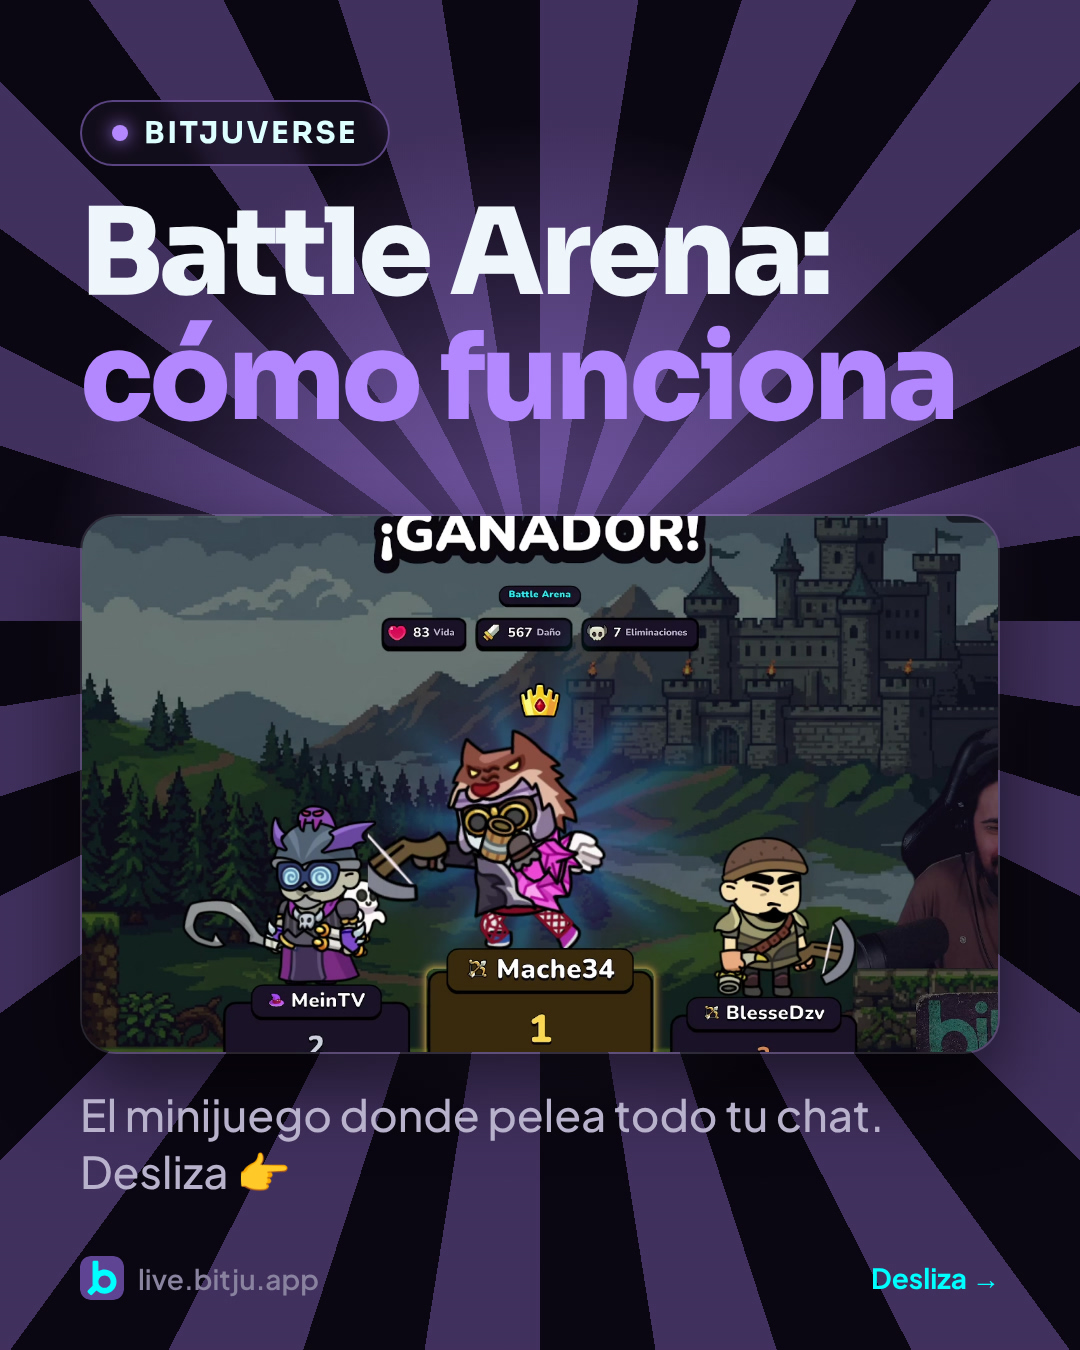 BITJUVERSE
Battle Arena:
cómo funciona
¡GANADOR!
Battle Arena
83 Vida
567 Daño
7 Eliminaciones
Mache34
1
MeinTV
2
BlesseDzv
El minijuego donde pelea todo tu chat.
Desliza 👉
b live.bitju.app
Desliza →